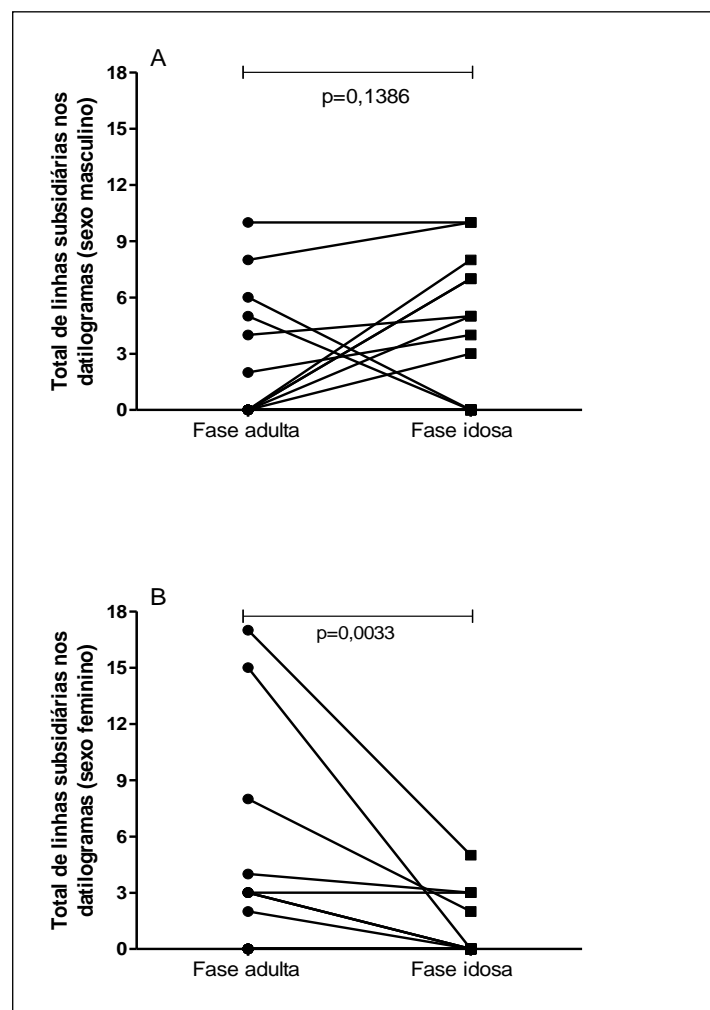 A
p=0,1386
Total de linhas subsidiárias nos
datilogramas (sexo masculino)
18
15
12
9
6
3
0
Fase adulta
Fase idosa
B
p=0,0033
Total de linhas subsidiárias nos
datilogramas (sexo feminino)
18
15
12
9
6
3
0
Fase adulta
Fase idosa